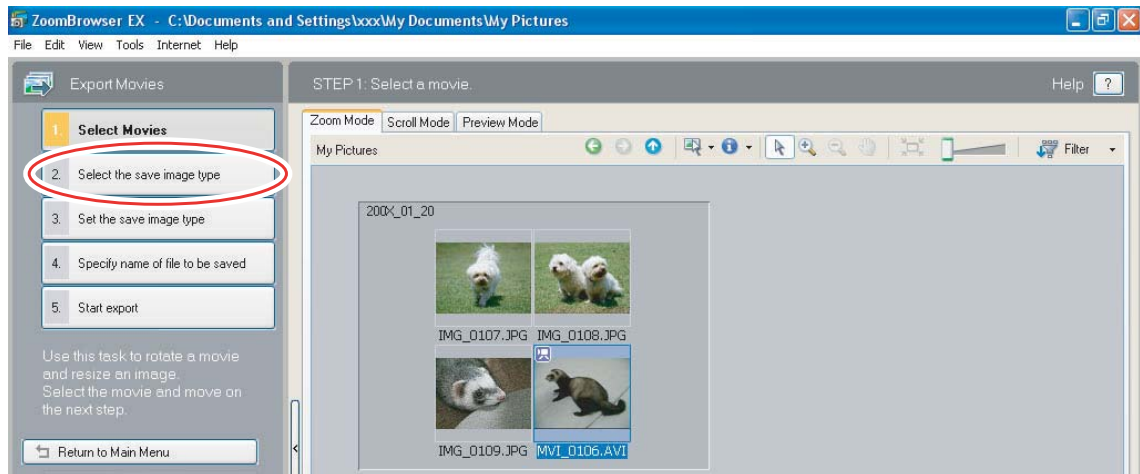 ZoomBrowser EX - C:\Documents and Settings\xxx\My Documents\My Pictures
File Edit View Tools Internet Help
Export Movies
1. Select Movies
2. Select the save image type
3. Set the save image type
4. Specify name of file to be saved
5. Start export
Use this task to rotate a movie
and resize an image.
Select the movie and move on
the next step.
Return to Main Menu
STEP 1: Select a movie.
Help ?
Zoom Mode Scroll Mode Preview Mode
My Pictures
Filter
200X_01_20
IMG_0107.JPG IMG_0108.JPG
IMG_0109.JPG MVI_0106.AVI